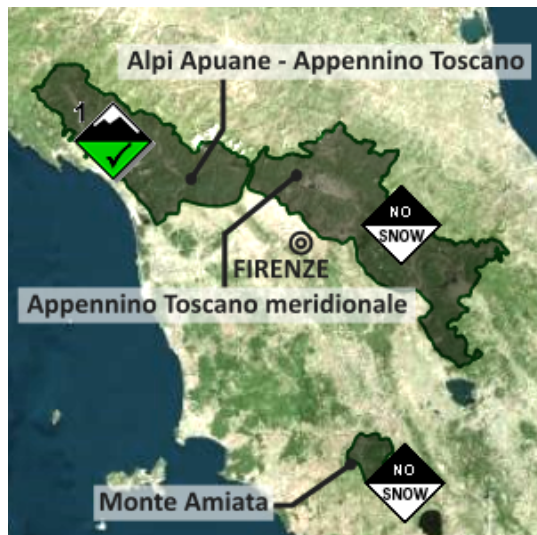 Alpi Apuane - Appennino Toscano
1
NO
SNOW
FIRENZE
Appennino Toscano meridionale
NO
SNOW
Monte Amiata